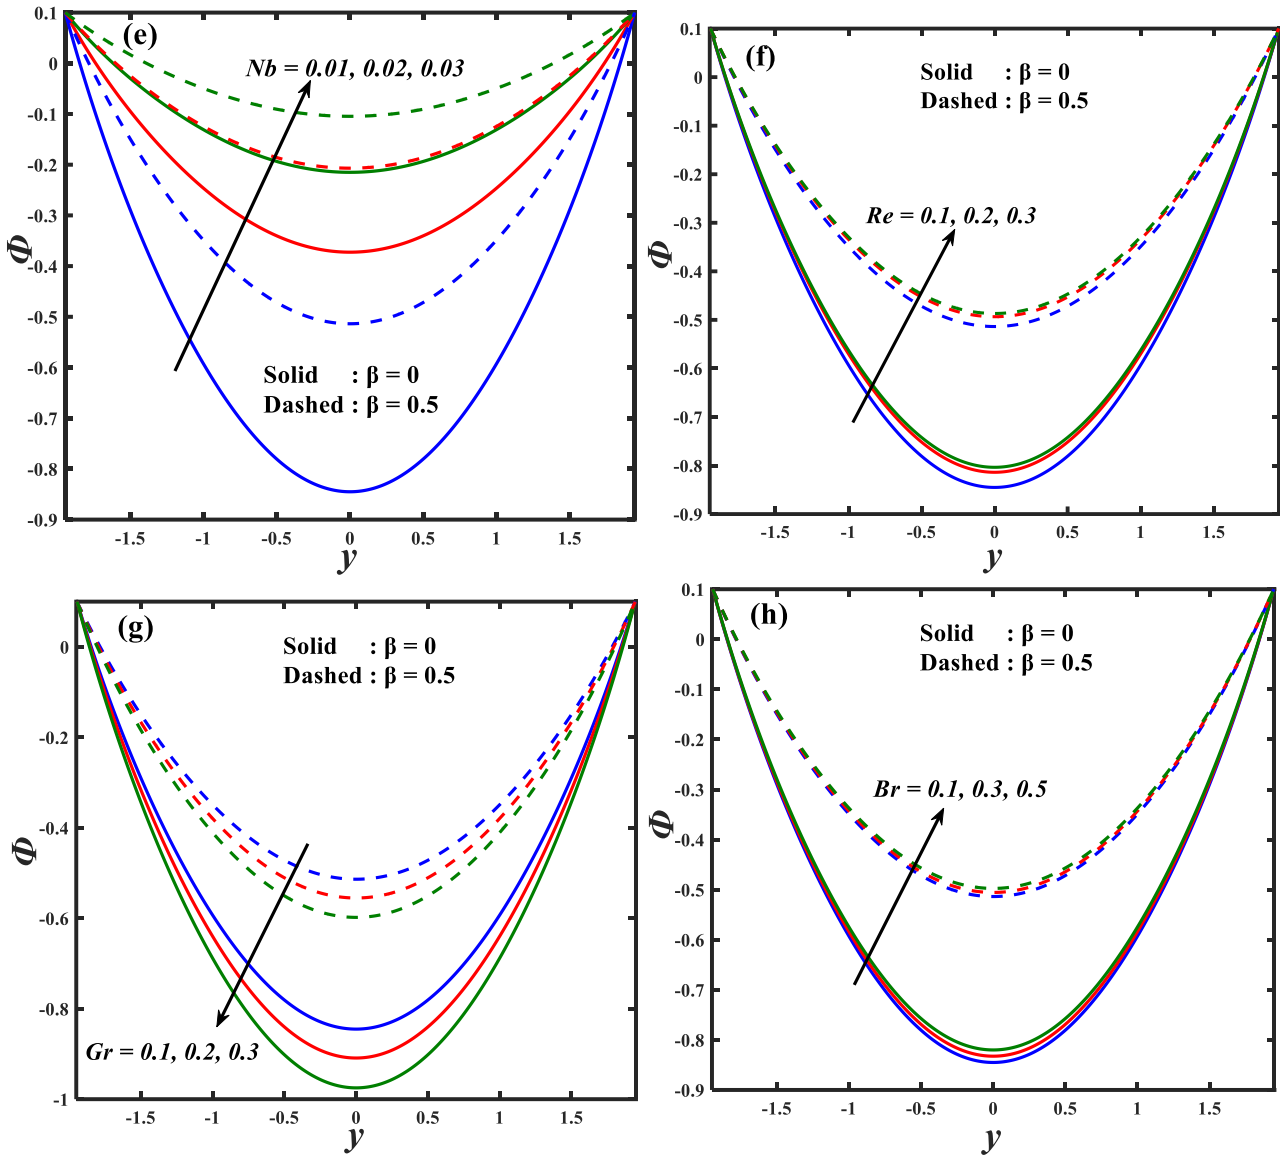 (e)
Nb = 0.01, 0.02, 0.03
Solid : β = 0
Dashed : β = 0.5
0.1
0
-0.1
-0.2
-0.3
-0.4
-0.5
-0.6
-0.7
-0.8
-0.9
Φ
-1.5 -1 -0.5 0 0.5 1 1.5
y
(f)
Solid : β = 0
Dashed : β = 0.5
Re = 0.1, 0.2, 0.3
0.1
0
-0.1
-0.2
-0.3
-0.4
-0.5
-0.6
-0.7
-0.8
-0.9
Φ
-1.5 -1 -0.5 0 0.5 1 1.5
y
(g)
Solid : β = 0
Dashed : β = 0.5
Gr = 0.1, 0.2, 0.3
0
-0.2
-0.4
-0.6
-0.8
-1
Φ
-1.5 -1 -0.5 0 0.5 1 1.5
y
(h)
Solid : β = 0
Dashed : β = 0.5
Br = 0.1, 0.3, 0.5
0.1
0
-0.1
-0.2
-0.3
-0.4
-0.5
-0.6
-0.7
-0.8
-0.9
Φ
-1.5 -1 -0.5 0 0.5 1 1.5
y